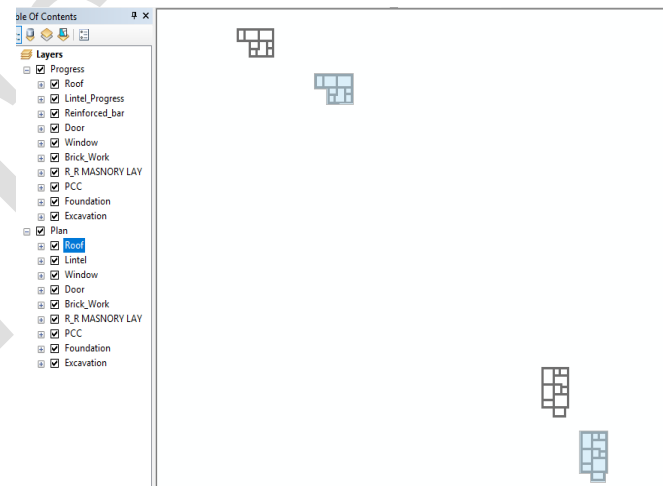 ble Of Contents
Layers
Progress
Roof
Lintel_Progress
Reinforced_bar
Door
Window
Brick_Work
R_R MASNORY LAY
PCC
Foundation
Excavation
Plan
Roof
Lintel
Window
Door
Brick_Work
R_R MASNORY LAY
PCC
Foundation
Excavation